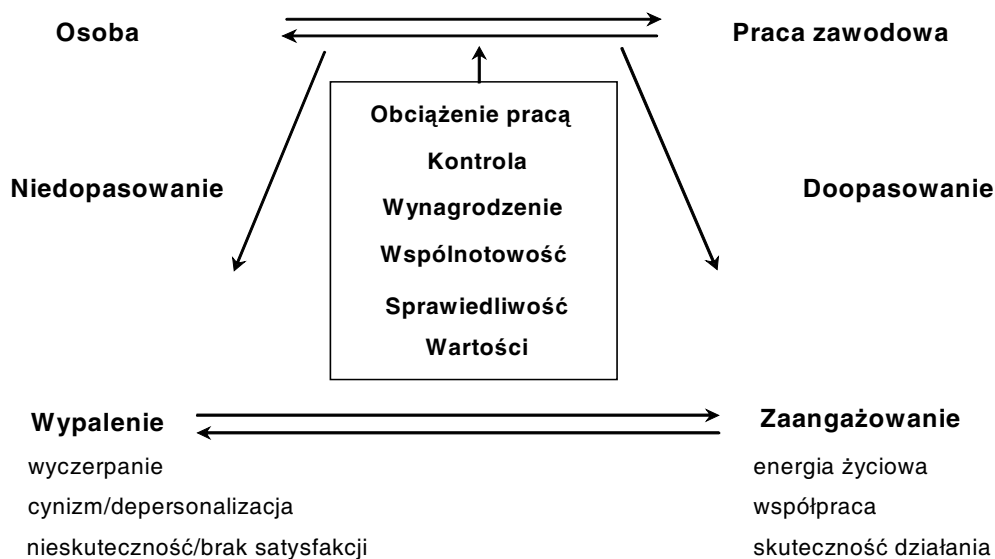 Osoba
Praca zawodowa
Obciążenie pracą
Kontrola
Niedopasowanie
Doopasowanie
Wynagrodzenie
Wspólnotowość
Sprawiedliwość
Wartości
Wypalenie
Zaangażowanie
wyczerpanie
energia życiowa
cynizm/depersonalizacja
współpraca
nieskuteczność/brak satysfakcji
skuteczność działania